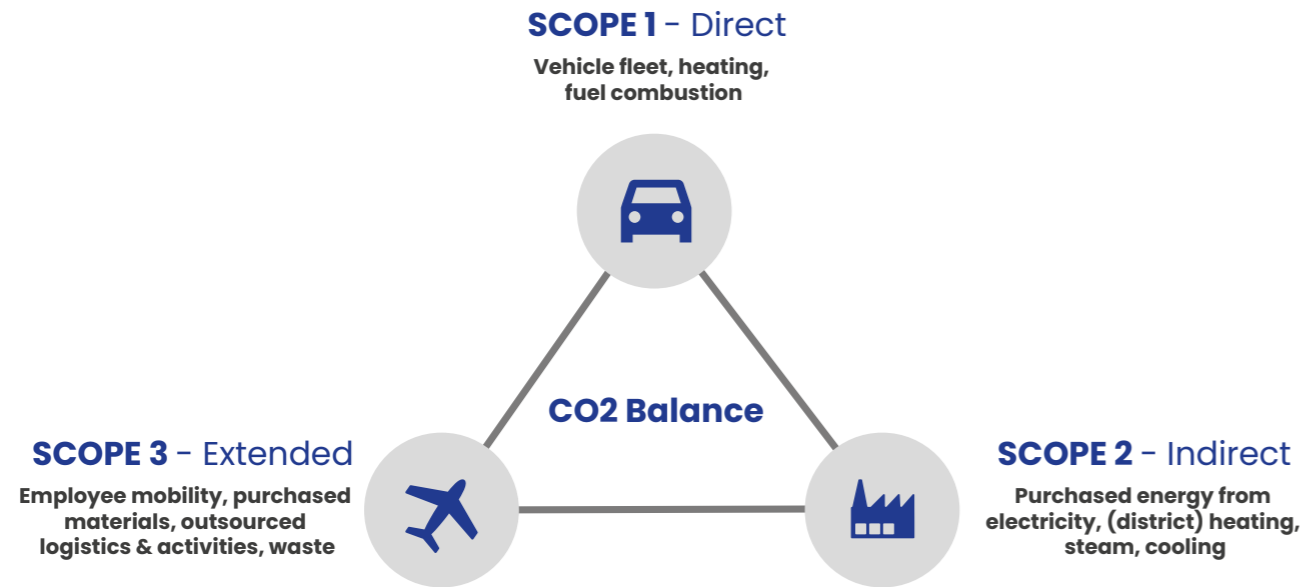 SCOPE 1 - Direct
Vehicle fleet, heating,
fuel combustion
CO2 Balance
SCOPE 3 - Extended
Employee mobility, purchased
materials, outsourced
logistics & activities, waste
SCOPE 2 - Indirect
Purchased energy from
electricity, (district) heating,
steam, cooling